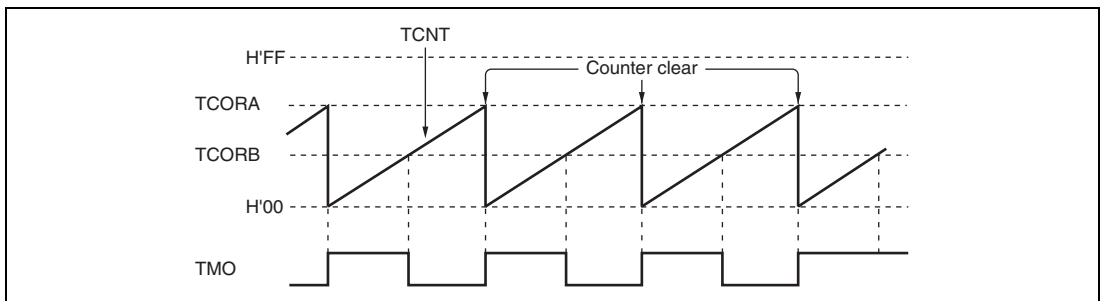 TCNT
H'FF
Counter clear
TCORA
TCORB
H'00
TMO